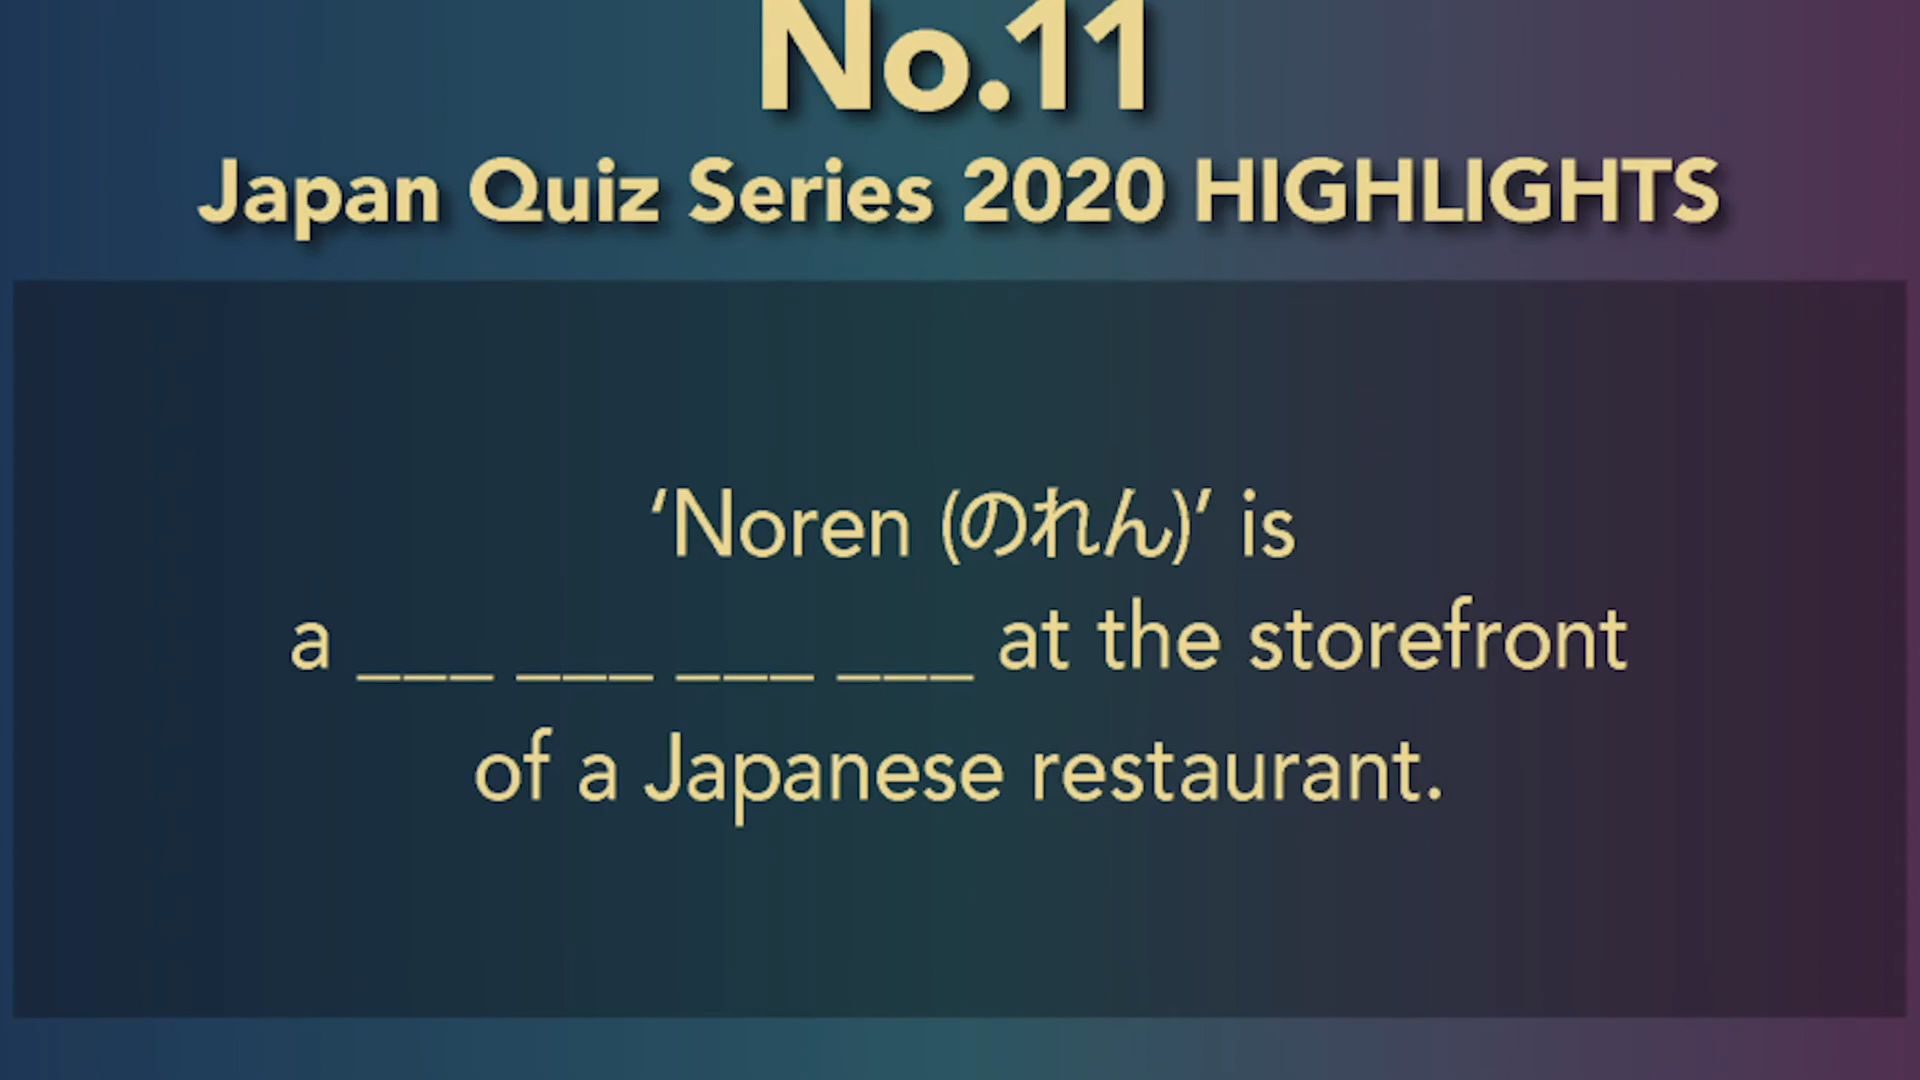 No.11
Japan Quiz Series 2020 HIGHLIGHTS
‘Noren (のれん)’ is
a ___ ___ ___ ___ at the storefront
of a Japanese restaurant.